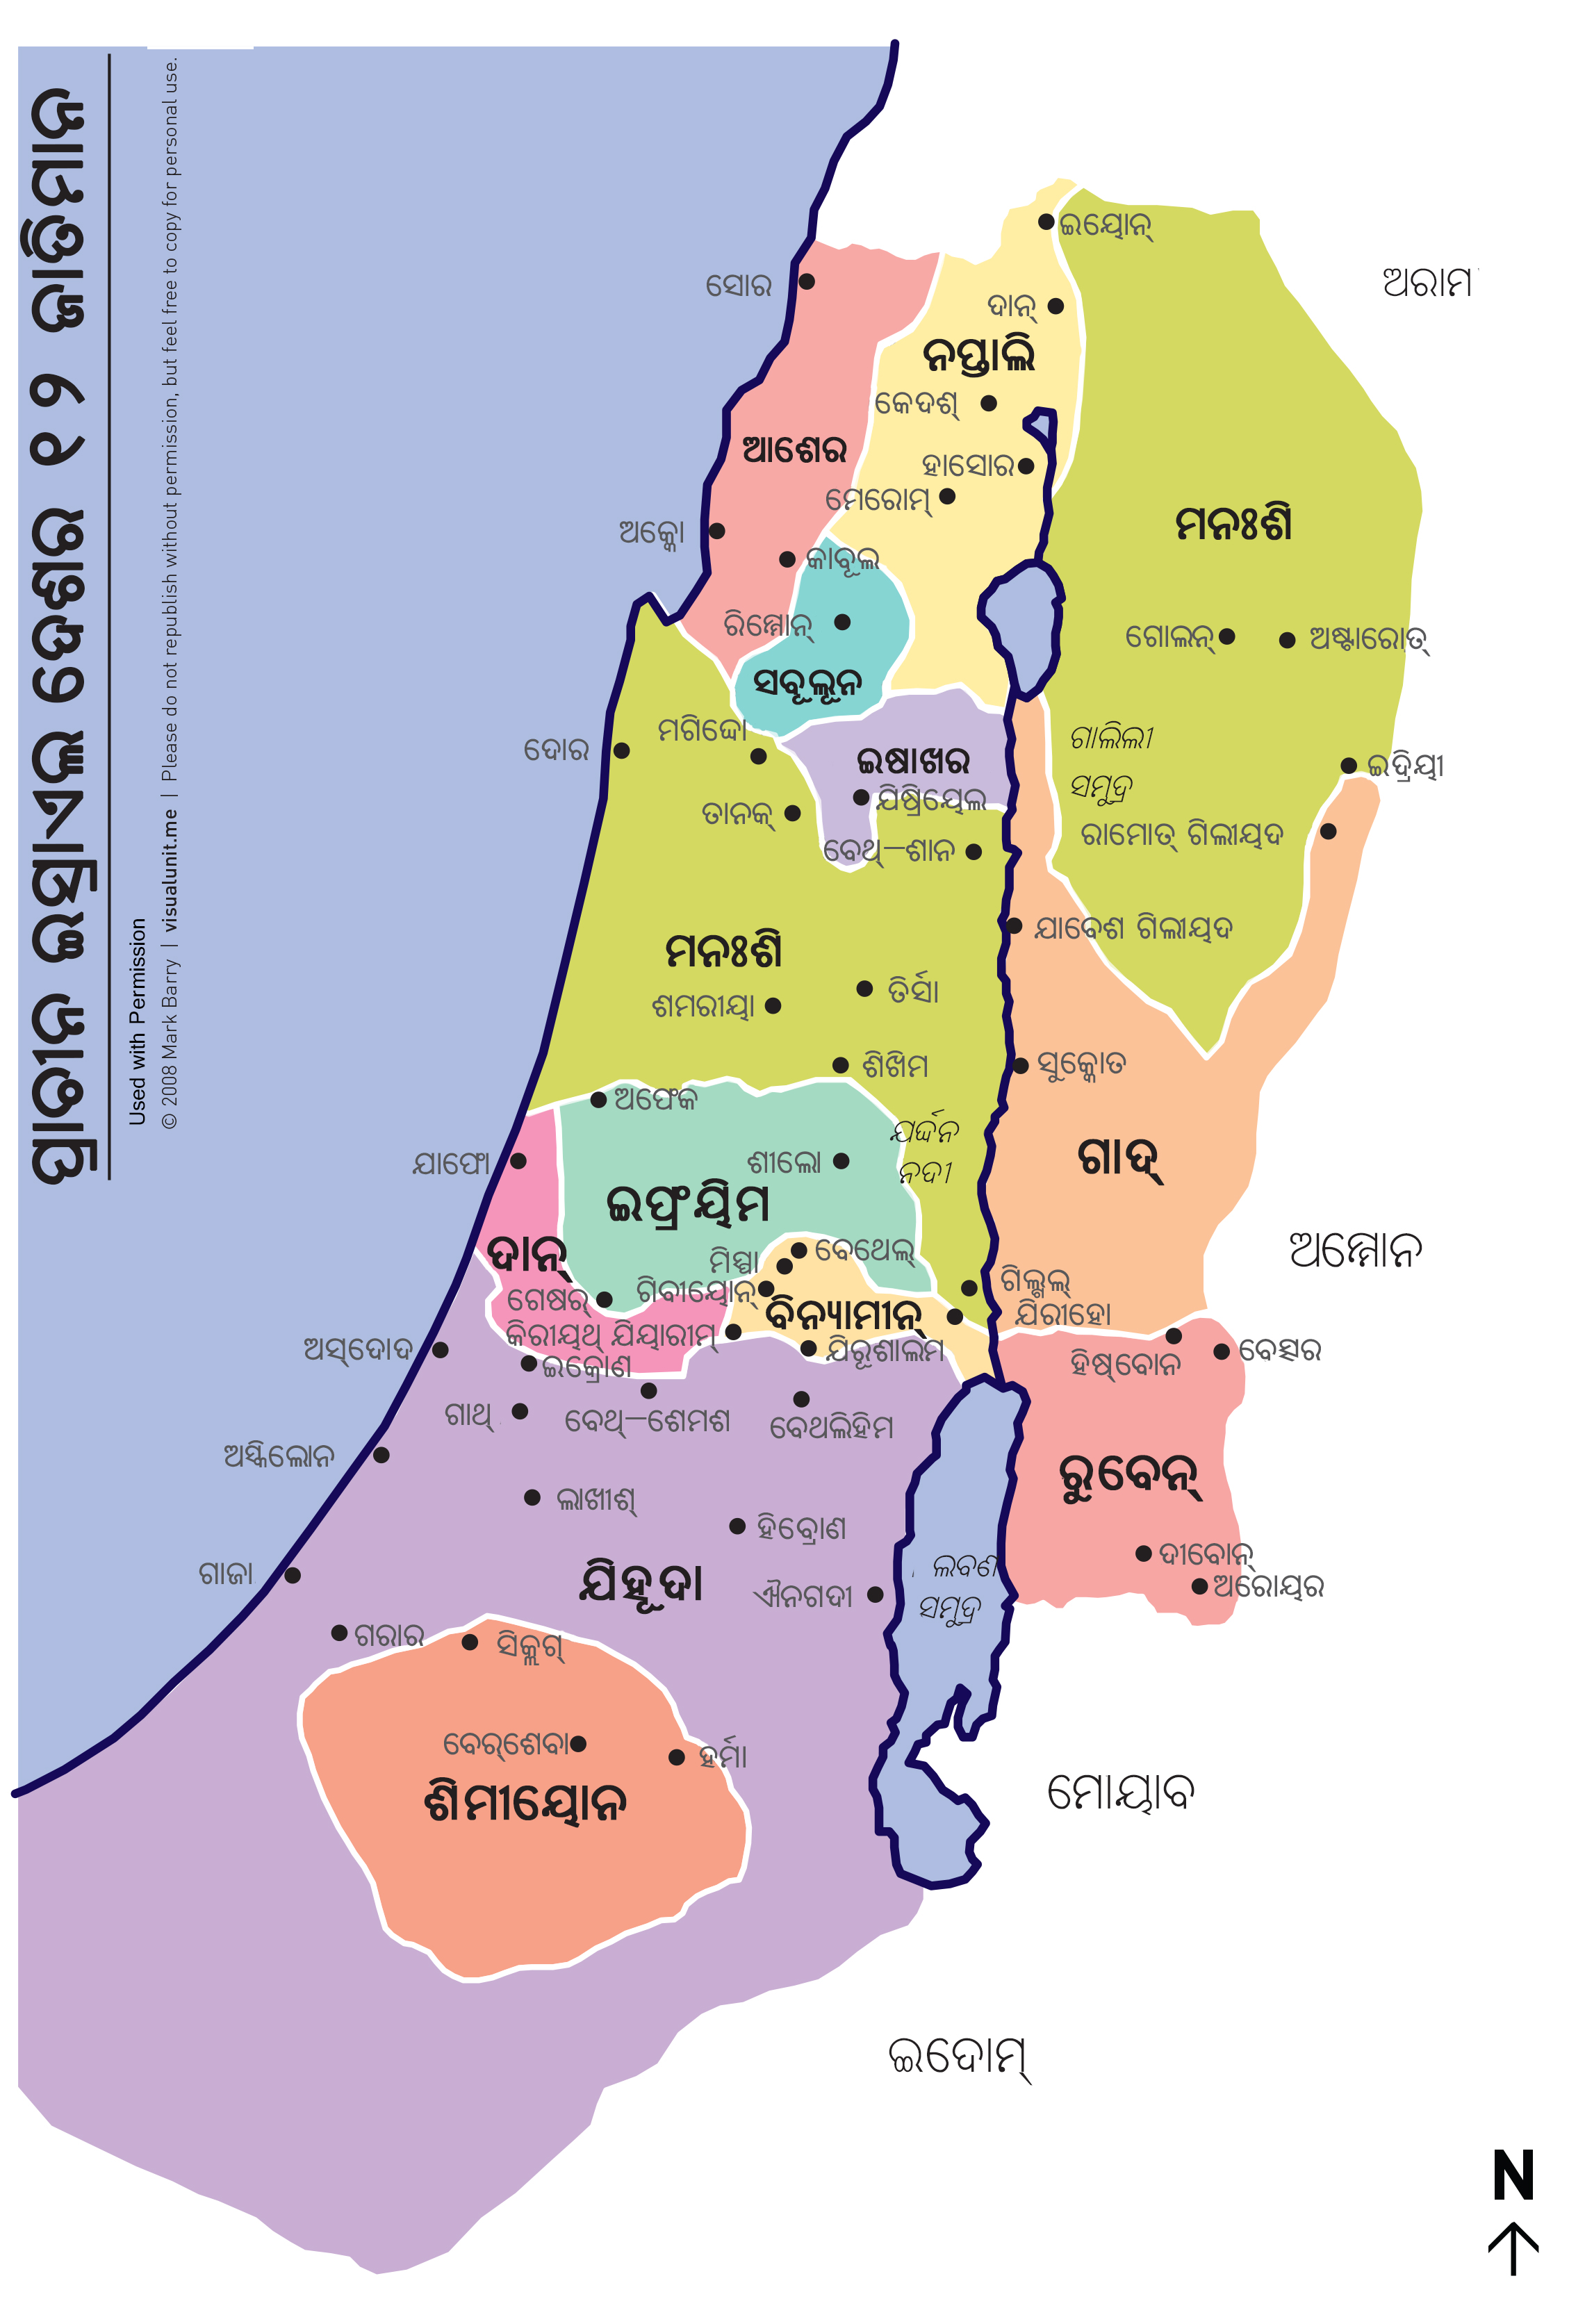 ପ୍ରାଚୀନ ଇସ୍ରାଏଲ ଦେଶର ୧୨ ଜାତିମାନ
Used with Permission
© 2008 Mark Barry | visualunit.me | Please do not republish without permission, but feel free to copy for personal use.
ଇୟୋନ୍
ସୋର
ଅରାମ
ଦାନ୍
ନପ୍ତାଲି
କେଦଶ୍
ଆଶେର
ହାସୋର
ମେରୋମ୍
ମନଃଶି
ଅକ୍କୋ
କାବୂଲ
ରିମ୍ମୋନ୍
ଗୋଲନ୍
ଅଷ୍ଟାରୋତ୍
ସବୂଲୂନ
ମଗିଦ୍ଦୋ
ଦୋର
ଗାଲିଲୀ
ସମୁଦ୍ର
ଇଷାଖର
ଇଦ୍ରିୟୀ
ଯିଷ୍ରିୟେଲ
ତାନକ୍
ରାମୋତ୍ ଗିଲୀୟଦ
ବେଥ୍–ଶାନ
ଯାବେଶ ଗିଲୀୟଦ
ମନଃଶି
ତିର୍ସା
ଶମରୀୟା
ଶିଖିମ
ସୁକ୍କୋତ
ଅଫେକ
ଯର୍ଦ୍ଦନ
ନଦୀ
ଗାଦ୍
ଯାଫୋ
ଶୀଲୋ
ଇଫ୍ରୟିମ
ଦାନ୍
ବେଥେଲ୍
ଅମ୍ମୋନ
ମିସ୍ପା
ଗିବୀୟୋନ୍
ଗିଲ୍ଗଲ୍
ଗେଷର୍
ବିନ୍ୟାମୀନ୍
ଯିରୀହୋ
କିରୀୟଥ୍ ଯିୟାରୀମ୍
ଅସ୍‌ଦୋଦ
ଯିରୂଶାଲିମ
ହିଷ୍‌ବୋନ
ବେତ୍ସର
ଇକ୍ରୋଣ
ଗାଥ୍
ବେଥ୍–ଶେମଶ
ବେଥଲିହିମ
ଅସ୍କିଲୋନ
ରୁବେନ୍
ଲାଖୀଶ୍
ହିବ୍ରୋଣ
ଦୀବୋନ୍
ଗାଜା
ଯିହୂଦା
ଲବଣ
ସମୁଦ୍ର
ଐନଗଦୀ
ଅରୋୟର
ଗରାର
ସିକ୍ଲଗ୍
ବେର୍‌ଶେବା
ହର୍ମା
ଶିମୀୟୋନ
ମୋୟାବ
ଇଦୋମ୍
N